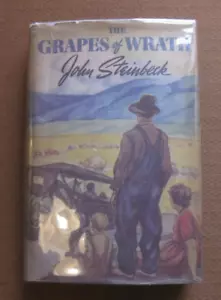 THE
GRAPES of WRATH
John Steinbeck